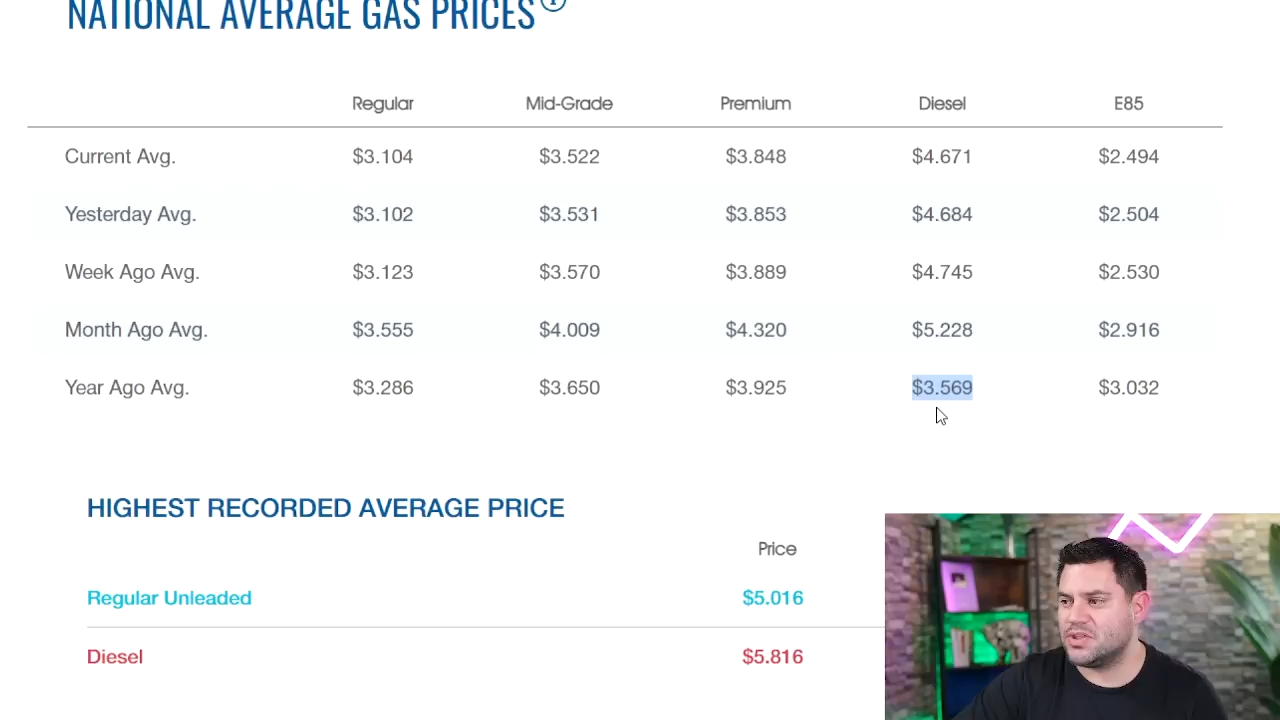 NATIONAL AVERAGE GAS PRICES
Regular Mid-Grade Premium Diesel E85
Current Avg. $3.104 $3.522 $3.848 $4.671 $2.494
Yesterday Avg. $3.102 $3.531 $3.853 $4.684 $2.504
Week Ago Avg. $3.123 $3.570 $3.889 $4.745 $2.530
Month Ago Avg. $3.555 $4.009 $4.320 $5.228 $2.916
Year Ago Avg. $3.286 $3.650 $3.925 $3.569 $3.032
HIGHEST RECORDED AVERAGE PRICE
Price
Regular Unleaded $5.016
Diesel $5.816